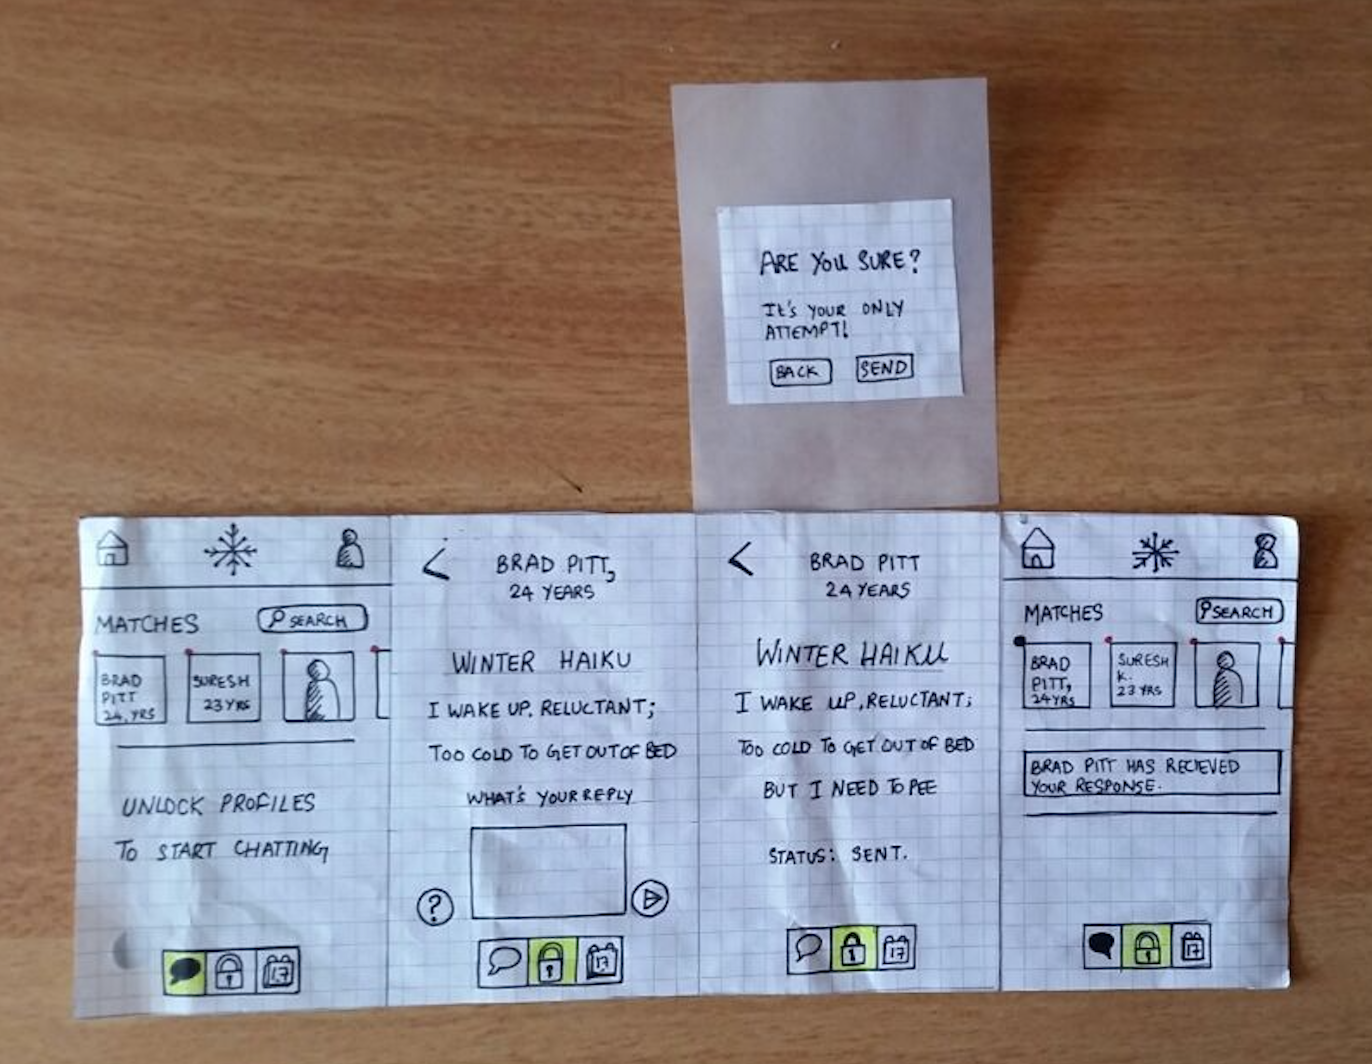 ARE YOU SURE?
IT'S YOUR ONLY
ATTEMPT!
BACK SEND
MATCHES SEARCH
BRAD
PITT
24, YRS
SURESH
23 YRS
UNLOCK PROFILES
TO START CHATTING
17
BRAD PITT,
24 YEARS
WINTER HAIKU
I WAKE UP. RELUCTANT;
TOO COLD TO GET OUT OF BED
WHAT'S YOUR REPLY
?
17
BRAD PITT
24 YEARS
WINTER HAIKU
I WAKE UP, RELUCTANT;
TOO COLD TO GET OUT OF BED
BUT I NEED TO PEE
STATUS: SENT.
17
MATCHES SEARCH
BRAD
PITT,
24YRS
SURESH
K.
23 YRS
BRAD PITT HAS RECIEVED
YOUR RESPONSE.
17